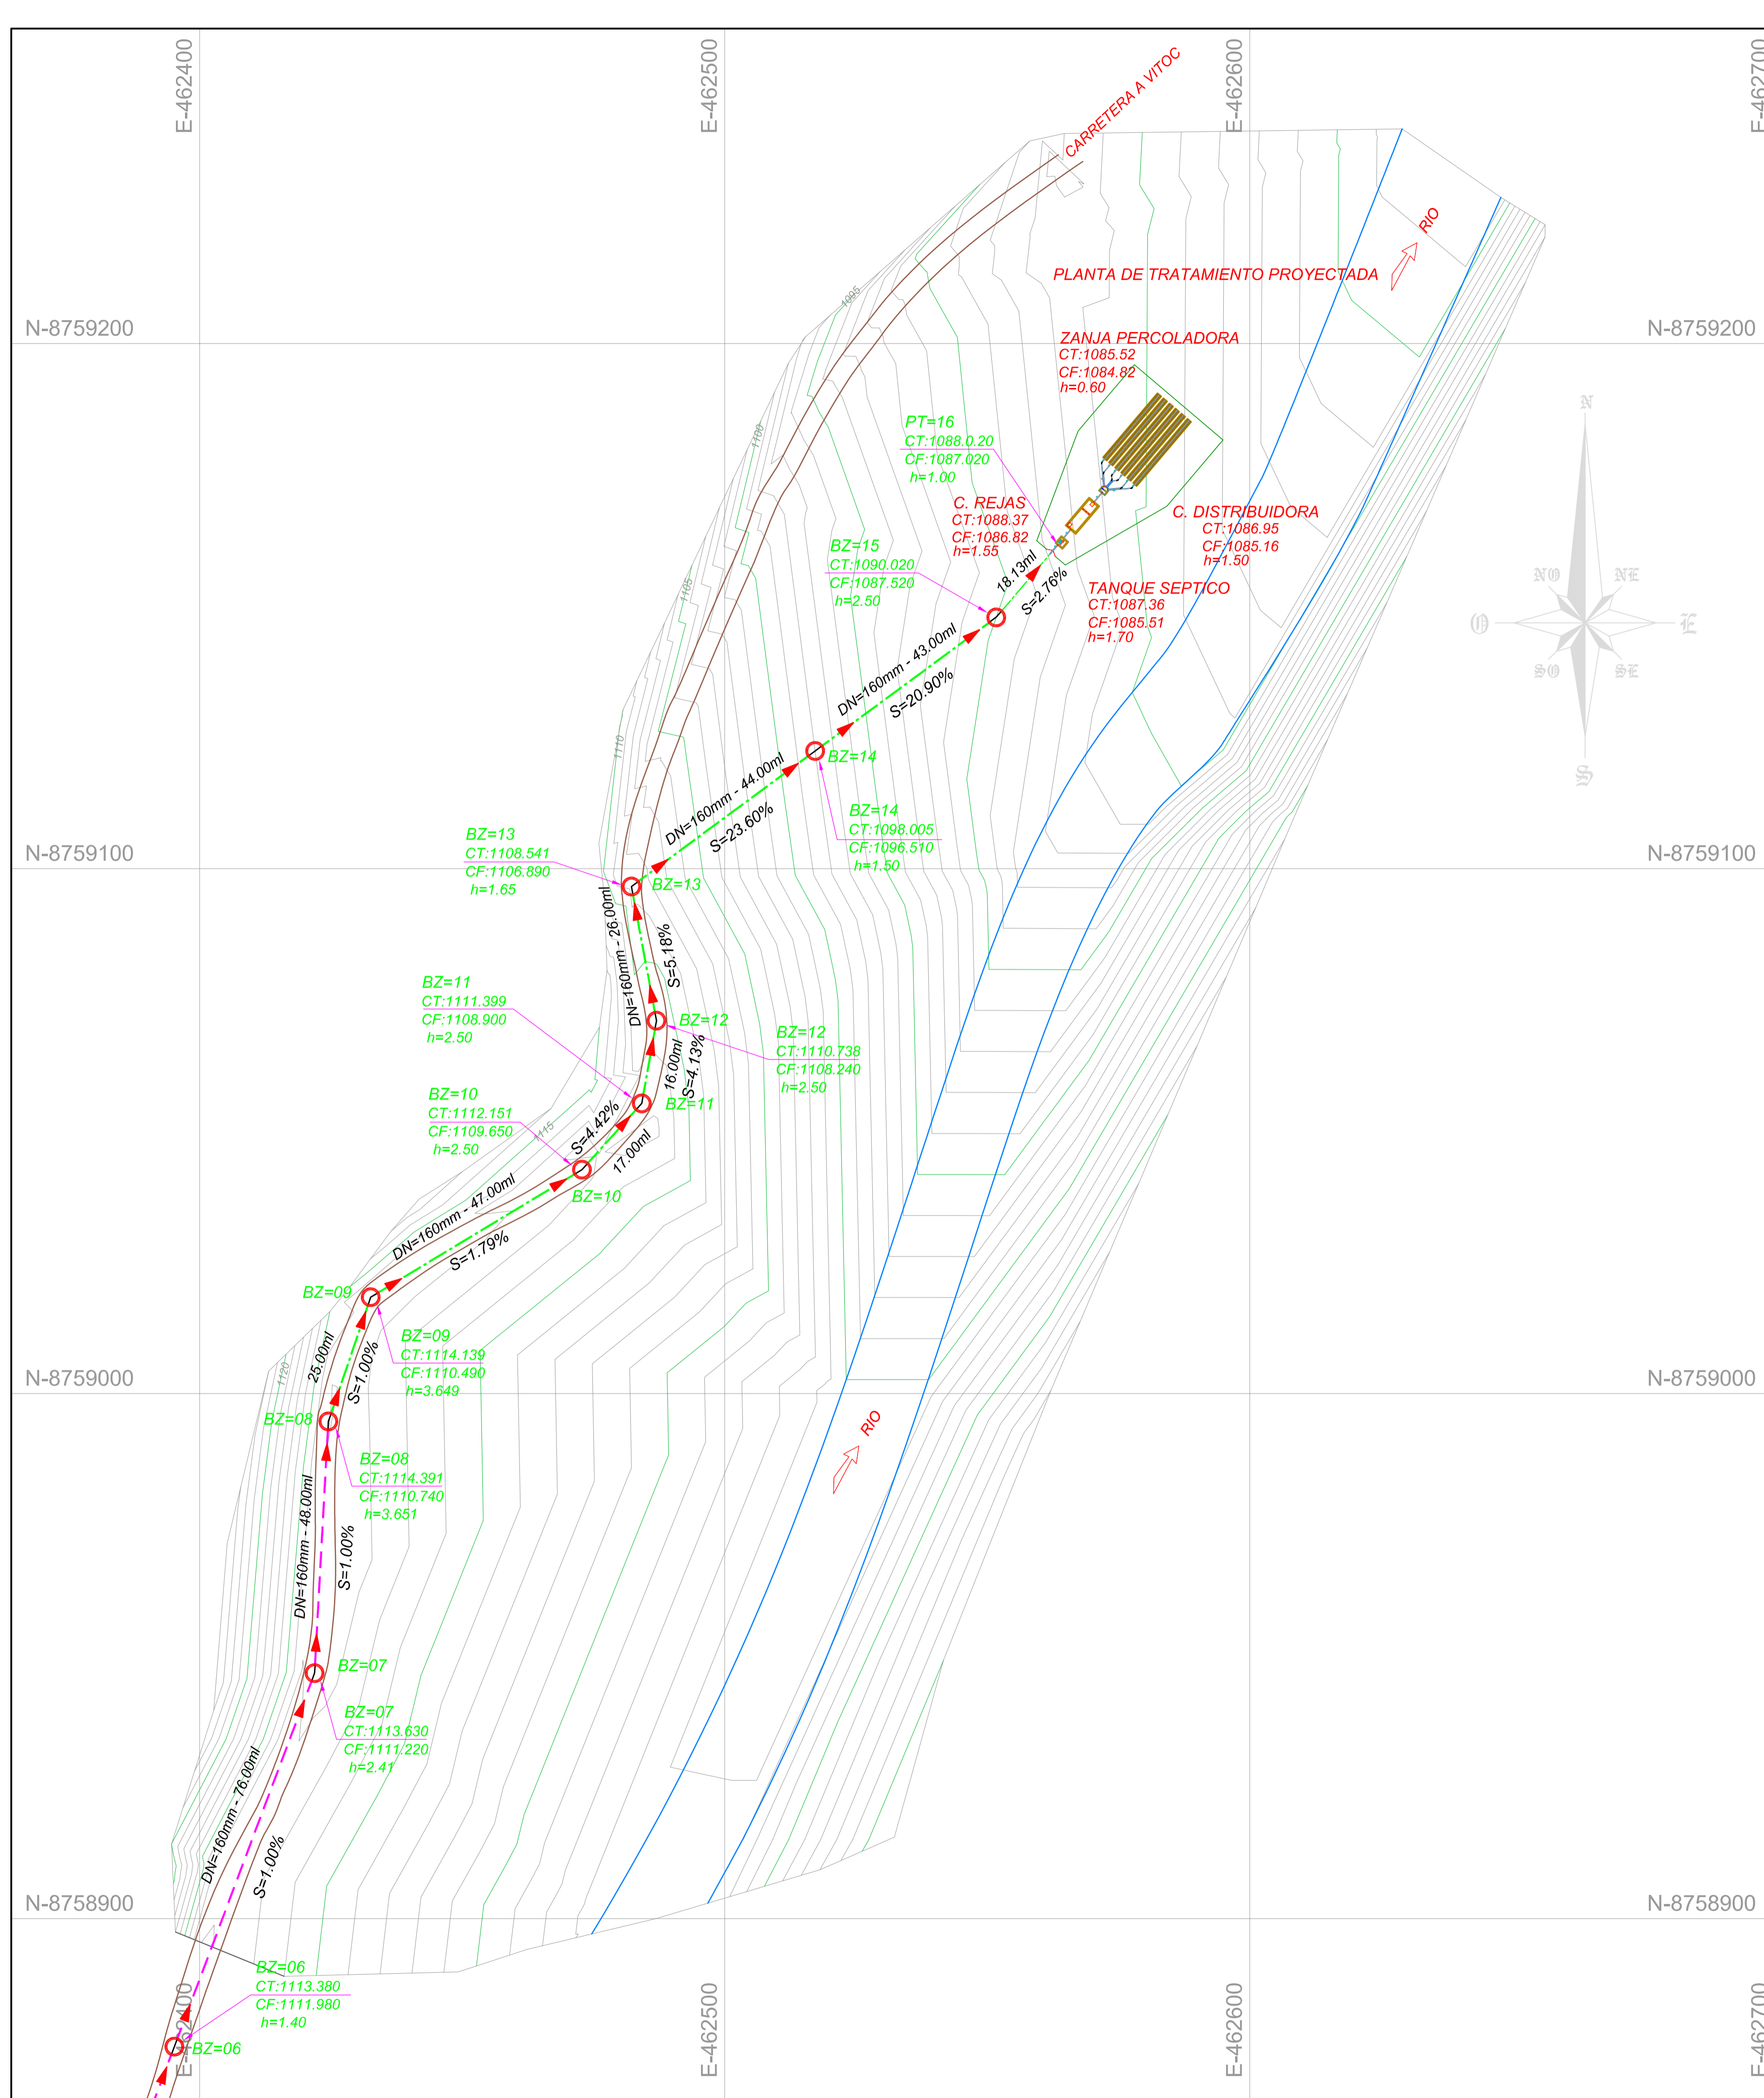 E-462400
E-462500
E-462600
E-462700
CARRETERA A VITOC
RIO
PLANTA DE TRATAMIENTO PROYECTADA
1095
N-8759200
N-8759200
ZANJA PERCOLADORA
CT:1085.52
CF:1084.82
h=0.60
N
PT=16
CT:1088.0.20
CF:1087.020
h=1.00
1100
C. REJAS
CT:1088.37
CF:1086.82
h=1.55
C. DISTRIBUIDORA
CT:1086.95
CF:1085.16
h=1.50
BZ=15
CT:1090.020
CF:1087.520
h=2.50
18.13ml
S=2.76%
TANQUE SEPTICO
CT:1087.36
CF:1085.51
h=1.70
NO
NE
O
E
SO
SE
S
1105
DN=160mm - 43.00ml
S=20.90%
1110
BZ=14
DN=160mm - 44.00ml
S=23.60%
BZ=14
CT:1098.005
CF:1096.510
h=1.50
BZ=13
CT:1108.541
CF:1106.890
h=1.65
N-8759100
N-8759100
BZ=13
DN=160mm - 26.00ml
S=5.18%
BZ=11
CT:1111.399
CF:1108.900
h=2.50
BZ=12
BZ=12
CT:1110.738
CF:1108.240
h=2.50
16.00ml
S=4.13%
BZ=10
CT:1112.151
CF:1109.650
h=2.50
BZ=11
1115
S=4.42%
17.00ml
BZ=10
DN=160mm - 47.00ml
S=1.79%
BZ=09
BZ=09
CT:1114.139
CF:1110.490
h=3.649
25.00ml
S=1.00%
1120
N-8759000
N-8759000
BZ=08
RIO
BZ=08
CT:1114.391
CF:1110.740
h=3.651
DN=160mm - 48.00ml
S=1.00%
BZ=07
BZ=07
CT:1113.630
CF:1111.220
h=2.41
DN=160mm - 76.00ml
S=1.00%
N-8758900
N-8758900
BZ=06
CT:1113.380
CF:1111.980
h=1.40
BZ=06
E-462400
E-462500
E-462600
E-462700